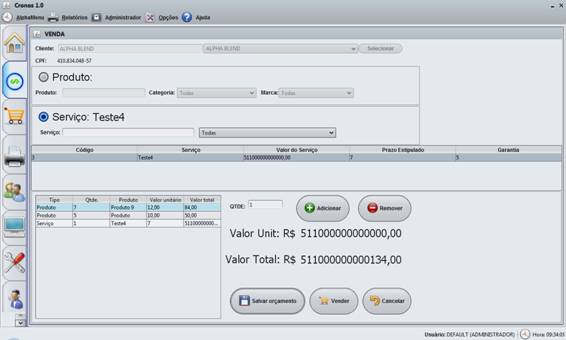 Cronos 1.0
AlphaMenu Relatórios Administrador Opções Ajuda
VENDA
Cliente: ALPHA BLEND ALPHA BLEND Selecionar
CPF: 410.834.048-57
Produto:
Produto: Categoria: Todas Marca: Todas
Serviço: Teste4
Serviço: Todas
Código Serviço Valor do Serviço Prazo Estipulado Garantia
3 Teste4 511000000000000,00 7 5
Tipo Qtde. Produto Valor unitário Valor total
Produto 7 Produto 9 12,00 84,00
Produto 5 Produto 10,00 50,00
Serviço 1 Teste4 7 51100000000...
QTDE: 1 Adicionar Remover
Valor Unit: R$ 511000000000000,00
Valor Total: R$ 511000000000134,00
Salvar orçamento Vender Cancelar
Usuário: DEFAULT (ADMINISTRADOR) Hora: 09:34:05